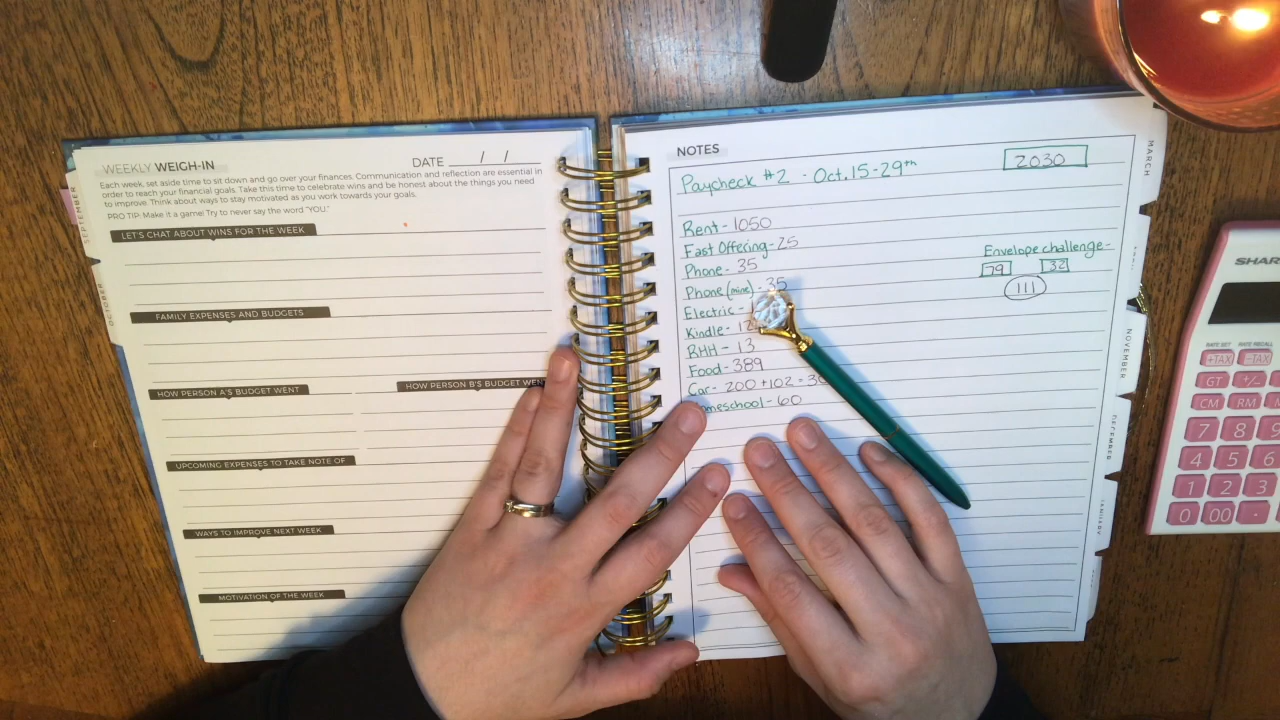 WEEKLY WEIGH-IN
DATE / /
Each week, set aside time to sit down and go over your finances. Communication and reflection are essential in
order to reach your financial goals. Take this time to celebrate wins and be honest about the things you need
to improve. Think about ways to stay motivated as you work towards your goals.
PRO TIP: Make it a game! Try to never say the word "YOU."
LET'S CHAT ABOUT WINS FOR THE WEEK
FAMILY EXPENSES AND BUDGETS
HOW PERSON A'S BUDGET WENT
HOW PERSON B'S BUDGET WENT
UPCOMING EXPENSES TO TAKE NOTE OF
WAYS TO IMPROVE NEXT WEEK
MOTIVATION OF THE WEEK
SEPTEMBER
OCTOBER
NOTES
2030
Paycheck #2 - Oct. 15-29th
Rent - 1050
Fast Offering - 25
Phone - 35
Phone (mine) - 35
Electric -
Kindle -
RHH - 13
Food - 389
Car - 200 + 102 =
- 60
Envelope challenge -
79 32
111
MARCH
NOVEMBER
DECEMBER
JANUARY
SHARP
RATE SET RATE RECALL
+TAX -TAX
GT +/-
CM RM
7 8 9
4 5 6
1 2 3
0 00